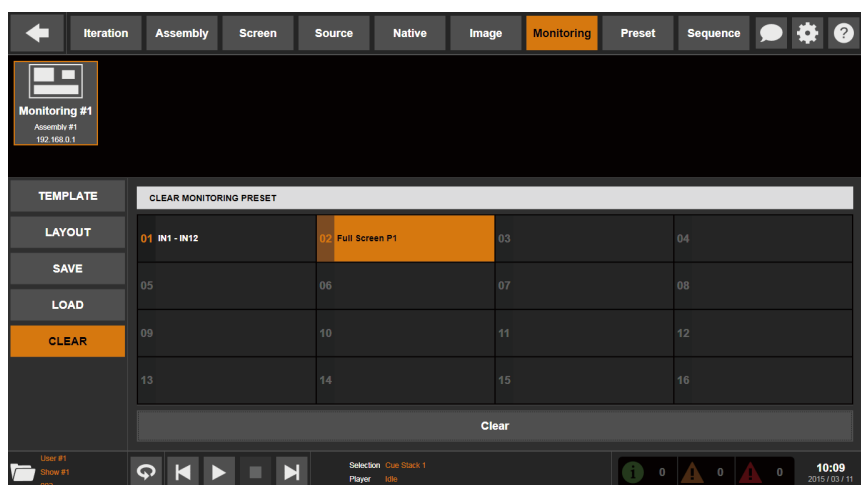 Iteration Assembly Screen Source Native Image Monitoring Preset Sequence ?
Monitoring #1
Assembly #1
192.168.0.1
TEMPLATE
LAYOUT
SAVE
LOAD
CLEAR
CLEAR MONITORING PRESET
01 IN1 - IN12 02 Full Screen P1 03 04
05 06 07 08
09 10 11 12
13 14 15 16
Clear
User #1
Show #1
Selection Cue Stack 1
Player Idle
0 0 0
10:09
2015 / 03 / 11